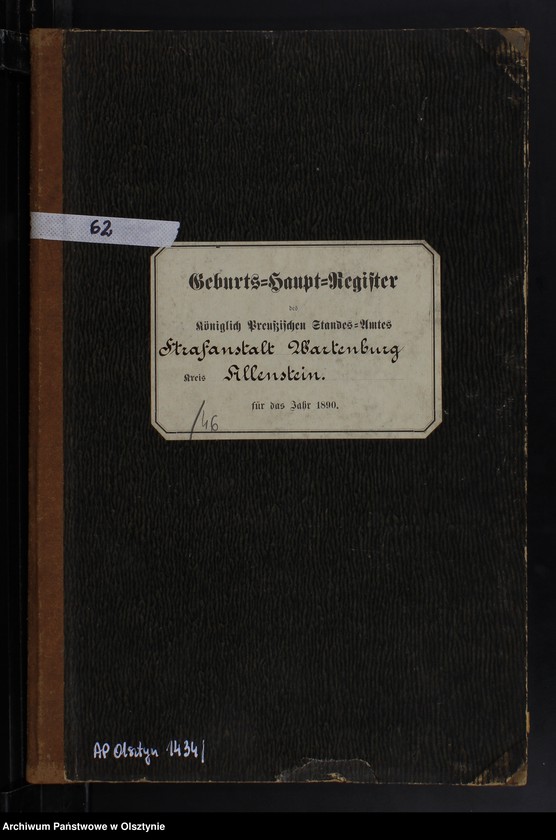 62
Geburts=Haupt=Register
des
Königlich Preußischen Standes=Amtes
Strafanstalt Wartenburg
Kreis Allenstein.
für das Jahr 1890.
/46
AP Olsztyn 1434/
Archiwum Państwowe w Olsztynie